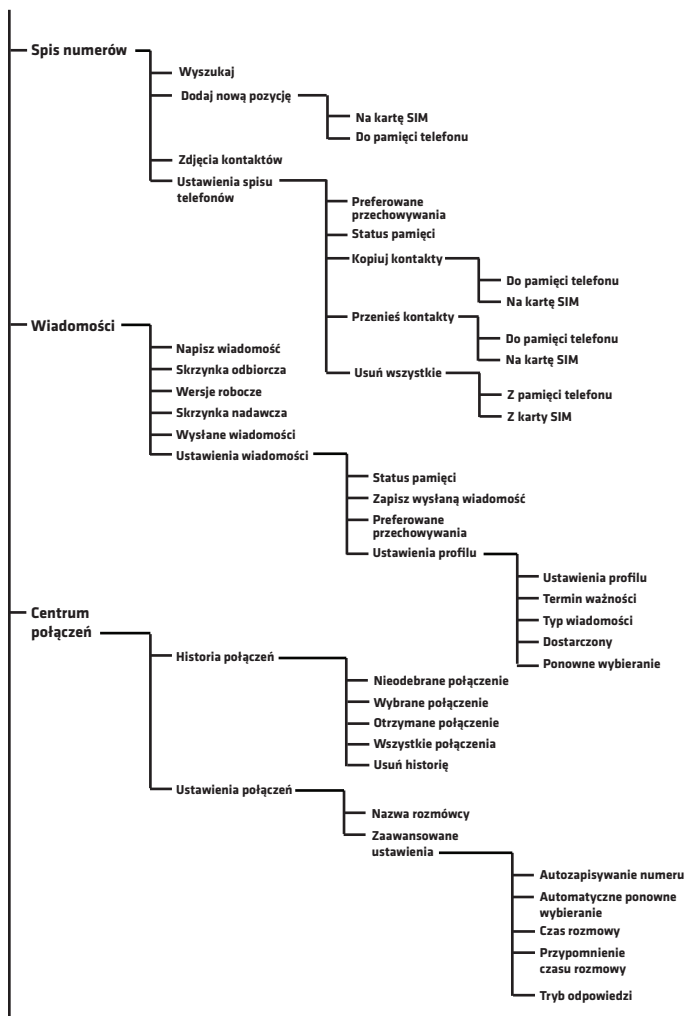 Spis numerów
Wyszukaj
Dodaj nową pozycję
Na kartę SIM
Do pamięci telefonu
Zdjęcia kontaktów
Ustawienia spisu
telefonów
Preferowane
przechowywania
Status pamięci
Kopiuj kontakty
Do pamięci telefonu
Na kartę SIM
Przenieś kontakty
Do pamięci telefonu
Na kartę SIM
Usuń wszystkie
Z pamięci telefonu
Z karty SIM
Wiadomości
Napisz wiadomość
Skrzynka odbiorcza
Wersje robocze
Skrzynka nadawcza
Wysłane wiadomości
Ustawienia wiadomości
Status pamięci
Zapisz wysłaną wiadomość
Preferowane
przechowywania
Ustawienia profilu
Ustawienia profilu
Termin ważności
Typ wiadomości
Dostarczony
Ponowne wybieranie
Centrum
połączeń
Historia połączeń
Nieodebrane połączenie
Wybrane połączenie
Otrzymane połączenie
Wszystkie połączenia
Usuń historię
Ustawienia połączeń
Nazwa rozmówcy
Zaawansowane
ustawienia
Autozapisywanie numeru
Automatyczne ponowne
wybieranie
Czas rozmowy
Przypomnienie
czasu rozmowy
Tryb odpowiedzi